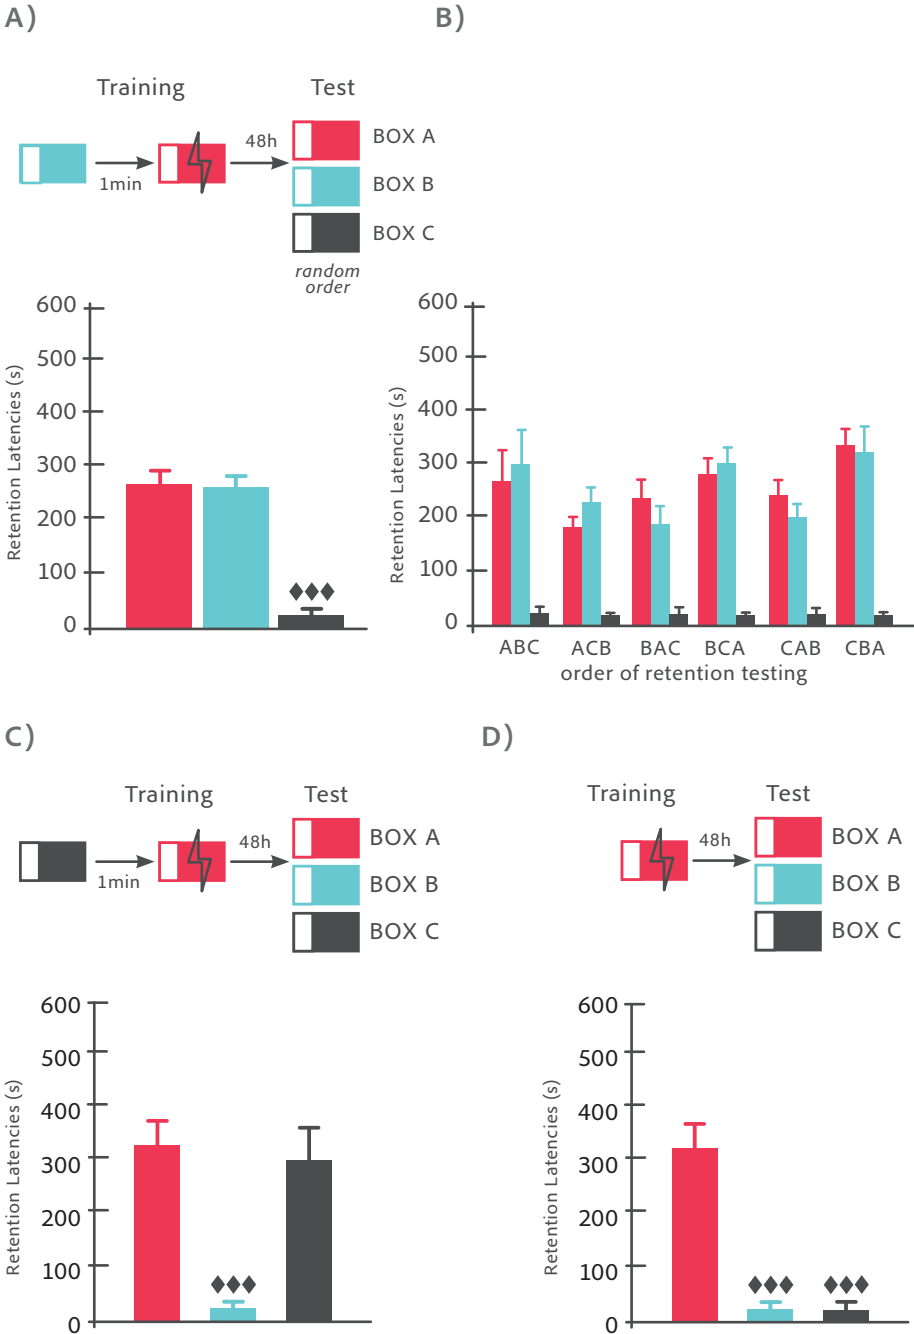 A)
Training
Test
1min
48h
BOX A
BOX B
BOX C
random
order
Retention Latencies (s)
600
500
400
300
200
100
0
♦♦♦
B)
Retention Latencies (s)
600
500
400
300
200
100
0
ABC ACB BAC BCA CAB CBA
order of retention testing
C)
Training
Test
1min
48h
BOX A
BOX B
BOX C
Retention Latencies (s)
600
500
400
300
200
100
0
♦♦♦
D)
Training
Test
48h
BOX A
BOX B
BOX C
Retention Latencies (s)
600
500
400
300
200
100
0
♦♦♦ ♦♦♦